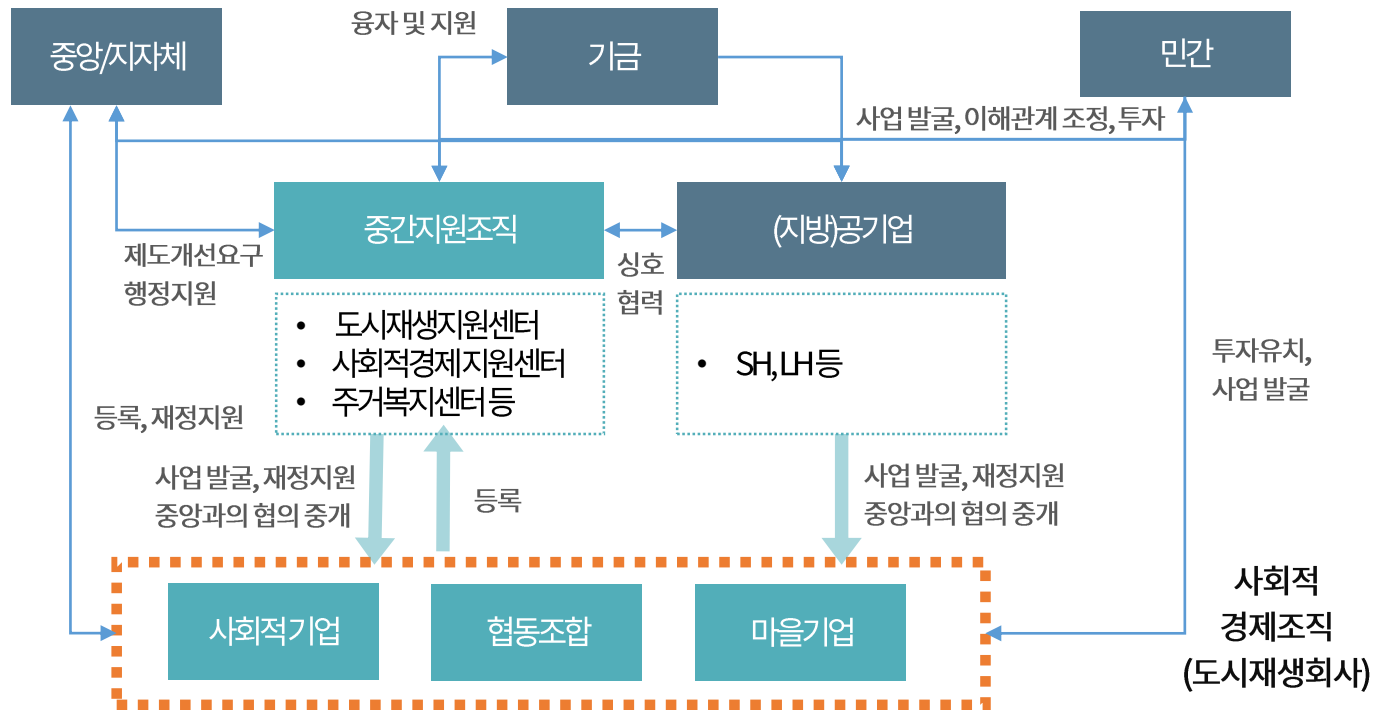 중앙/지자체
융자 및 지원
기금
민간
사업 발굴, 이해관계 조정, 투자
중간지원조직
(지방)공기업
제도개선요구
행정지원
싱호
협력
• 도시재생지원센터
• 사회적경제지원센터
• 주거복지센터 등
• SH, LH 등
투자유치,
사업 발굴
등록, 재정지원
사업 발굴, 재정지원
중앙과의 협의 중개
등록
사업 발굴, 재정지원
중앙과의 협의 중개
사회적기업
협동조합
마을기업
사회적
경제조직
(도시재생회사)